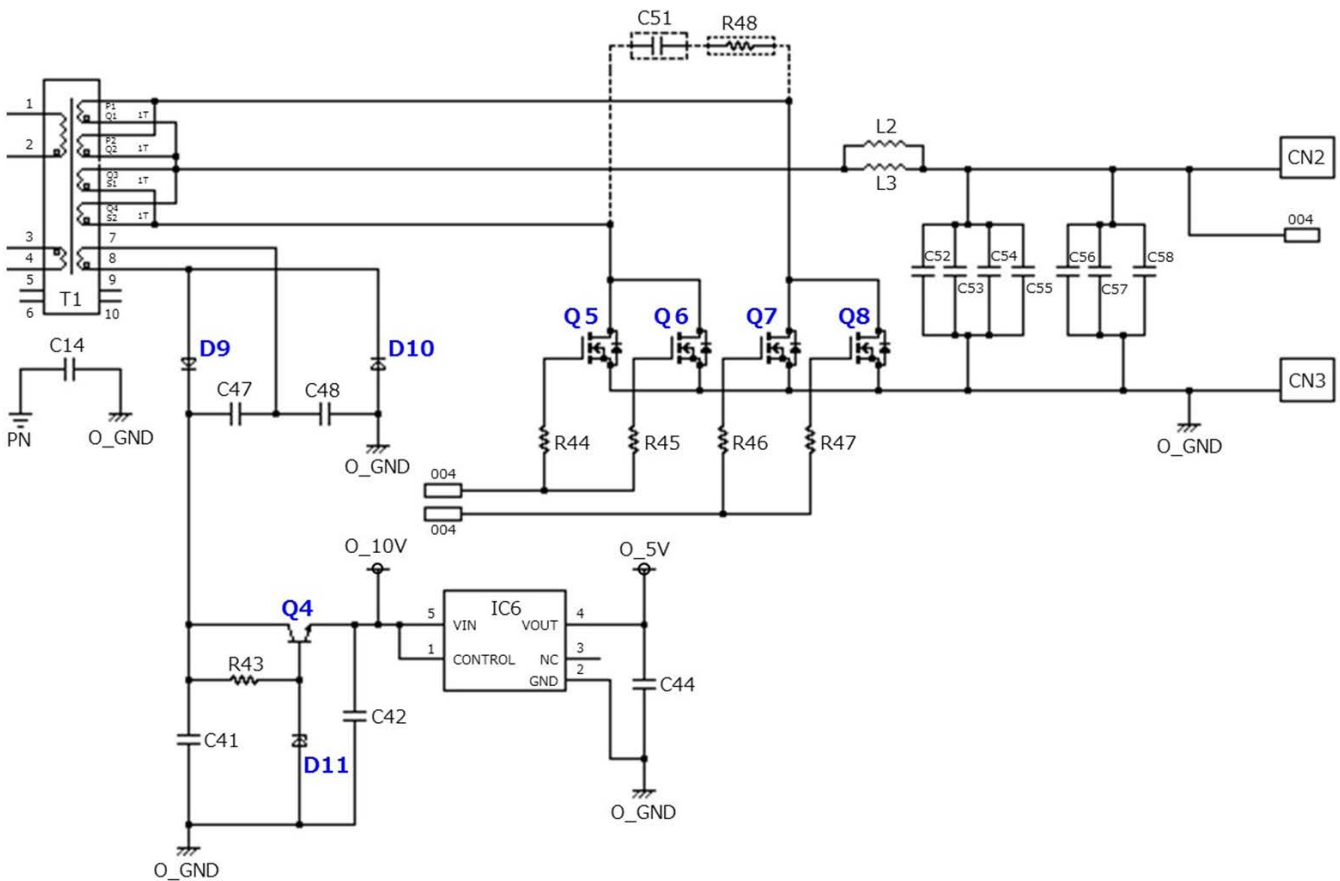 C51
R48
1
P1
Q1
1T
2
P2
Q2
1T
Q3
S1
1T
Q4
S2
1T
3
7
4
8
5
9
6
10
T1
L2
L3
CN2
004
C52
C53
C54
C55
C56
C57
C58
Q5
Q6
Q7
Q8
D9
D10
C14
PN
O_GND
C47
C48
O_GND
R44
R45
R46
R47
CN3
O_GND
004
004
O_10V
O_5V
Q4
IC6
5
VIN
VOUT
4
1
CONTROL
NC
3
GND
2
R43
C44
C41
C42
D11
O_GND
O_GND